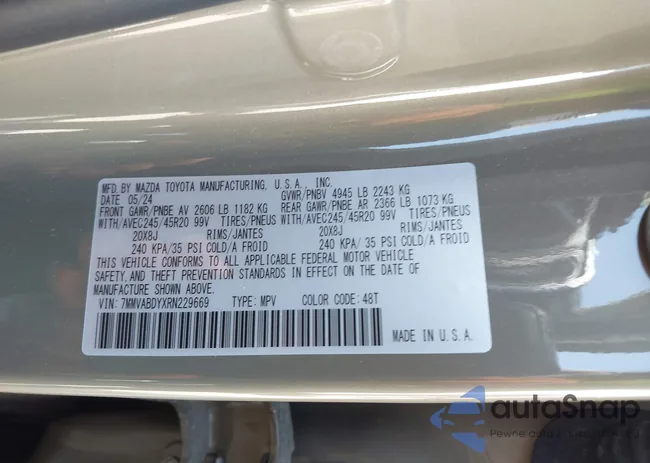 MFD.BY MAZDA TOYOTA MANUFACTURING, U.S.A., INC.
DATE 05/24 GVWR/PNBV 4945 LB 2243 KG
FRONT GAWR/PNBE AV 2606 LB 1182 KG REAR GAWR/PNBE AR 2366 LB 1073 KG
WITH/AVEC245/45R20 99V TIRES/PNEUS WITH/AVEC245/45R20 99V TIRES/PNEUS
20X8J RIMS/JANTES 20X8J RIMS/JANTES
240 KPA/35 PSI COLD/A FROID 240 KPA/ 35 PSI COLD/A FROID
THIS VEHICLE CONFORMS TO ALL APPLICABLE FEDERAL MOTOR VEHICLE
SAFETY, AND THEFT PREVENTION STANDARDS IN EFFECT ON THE DATE OF
MANUFACTURE SHOWN ABOVE.
VIN: 7MMVABDYXRN229669 TYPE: MPV COLOR CODE: 48T
MADE IN U.S.A.
autoSnap
Pewne auta